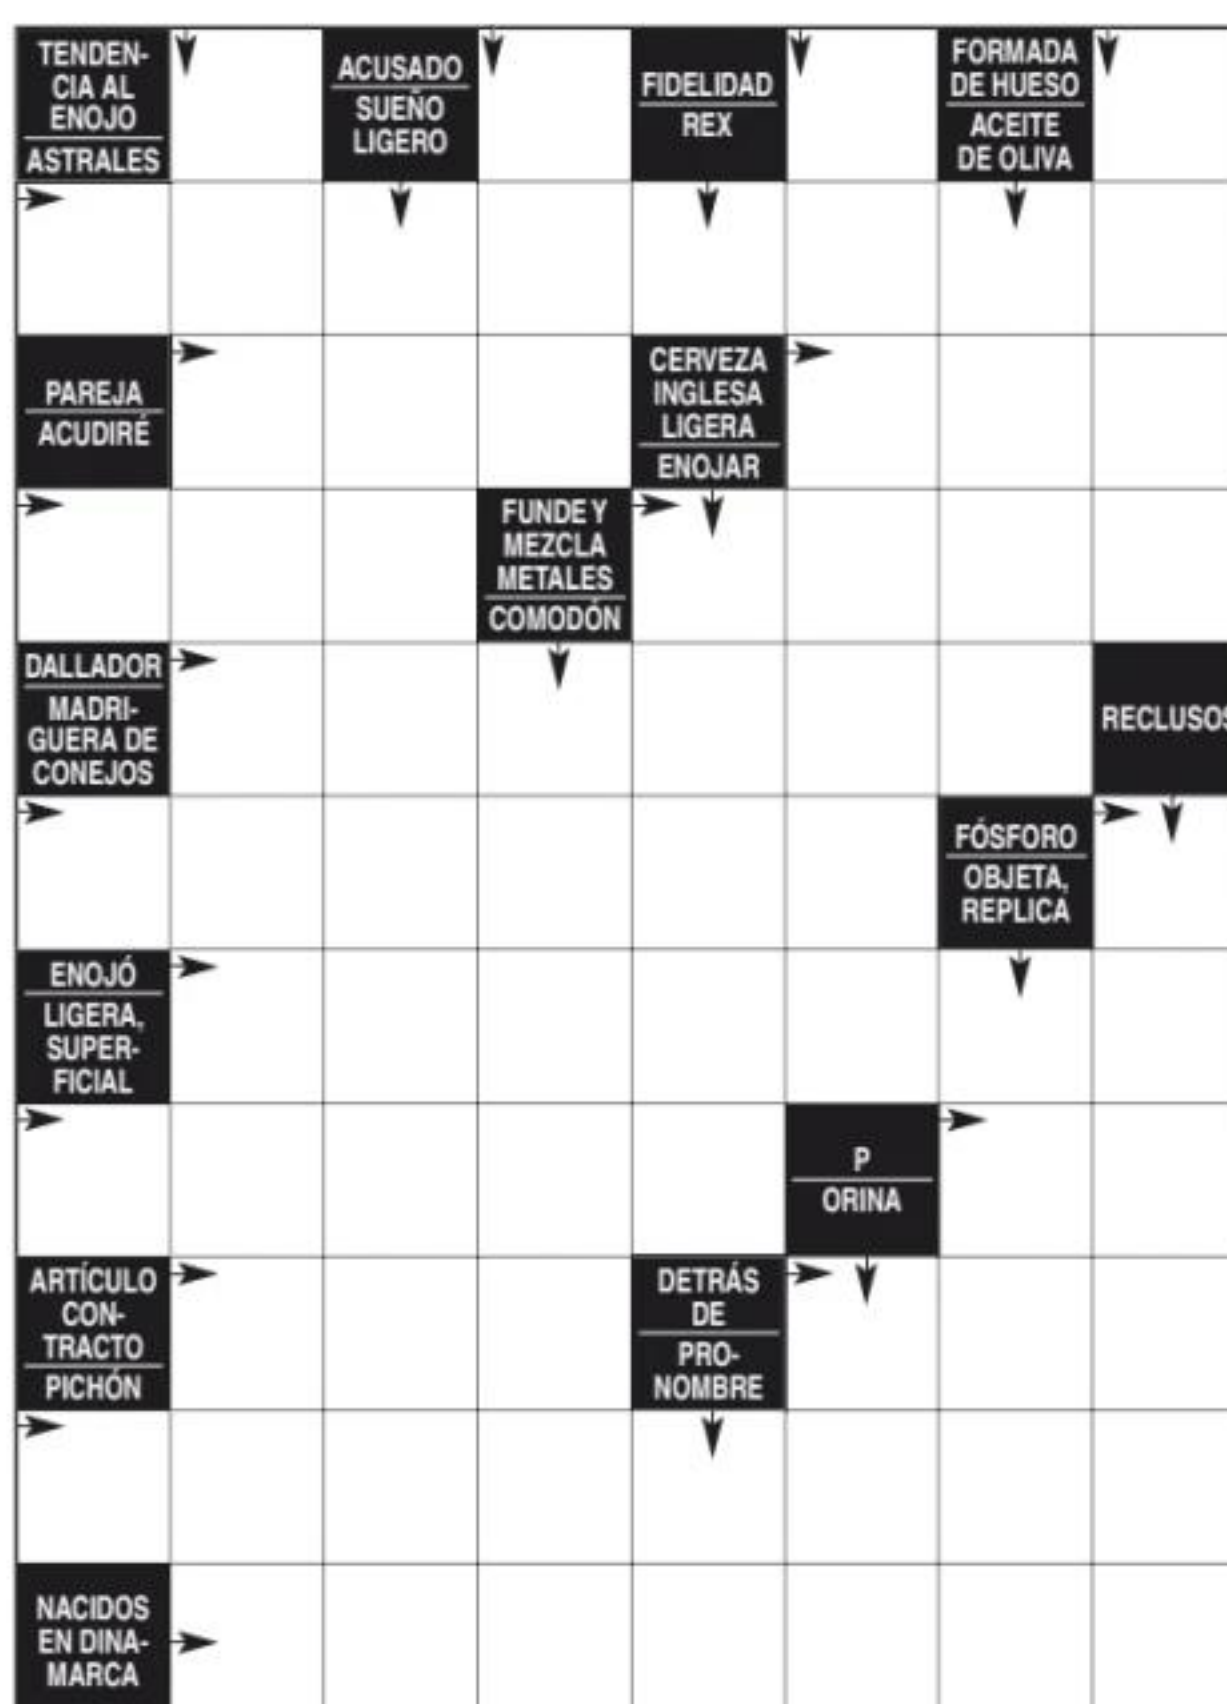 TENDEN-
CIA AL
ENOJO
ASTRALES
ACUSADO
SUEÑO
LIGERO
FIDELIDAD
REX
FORMADA
DE HUESO
ACEITE
DE OLIVA
PAREJA
ACUDIRÉ
CERVEZA
INGLESA
LIGERA
ENOJAR
FUNDE Y
MEZCLA
METALES
COMODÓN
DALLADOR
MADRI-
GUERA DE
CONEJOS
RECLUSOS
FÓSFORO
OBJETA,
REPLICA
ENOJÓ
LIGERA,
SUPER-
FICIAL
P
ORINA
ARTÍCULO
CON-
TRACTO
PICHÓN
DETRÁS
DE
PRO-
NOMBRE
NACIDOS
EN DINA-
MARCA